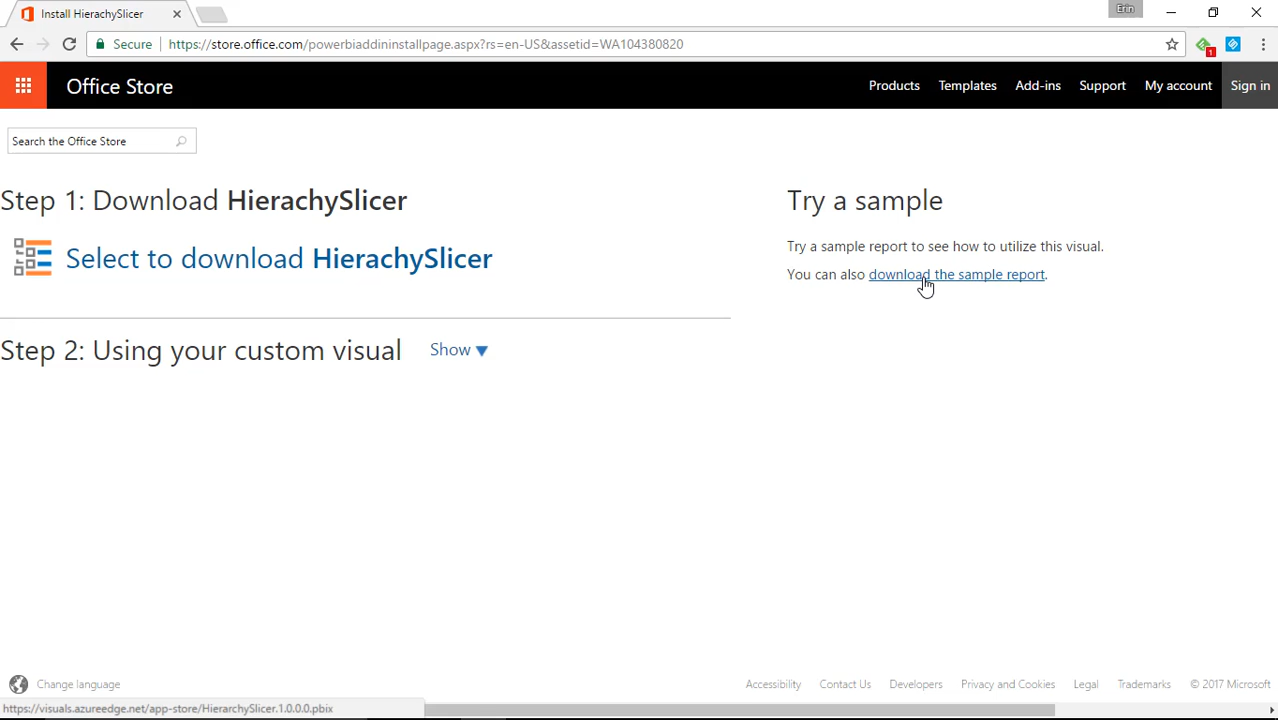 Install HierachySlicer
Erin
Secure https://store.office.com/powerbiaddininstallpage.aspx?rs=en-US&assetid=WA104380820
1
Office Store Products Templates Add-ins Support My account Sign in
Search the Office Store
Step 1: Download HierachySlicer
Select to download HierachySlicer
Step 2: Using your custom visual Show
Try a sample
Try a sample report to see how to utilize this visual.
You can also download the sample report.
Change language Accessibility Contact Us Developers Privacy and Cookies Legal Trademarks © 2017 Microsoft
https://visuals.azureedge.net/app-store/HierarchySlicer.1.0.0.0.pbix